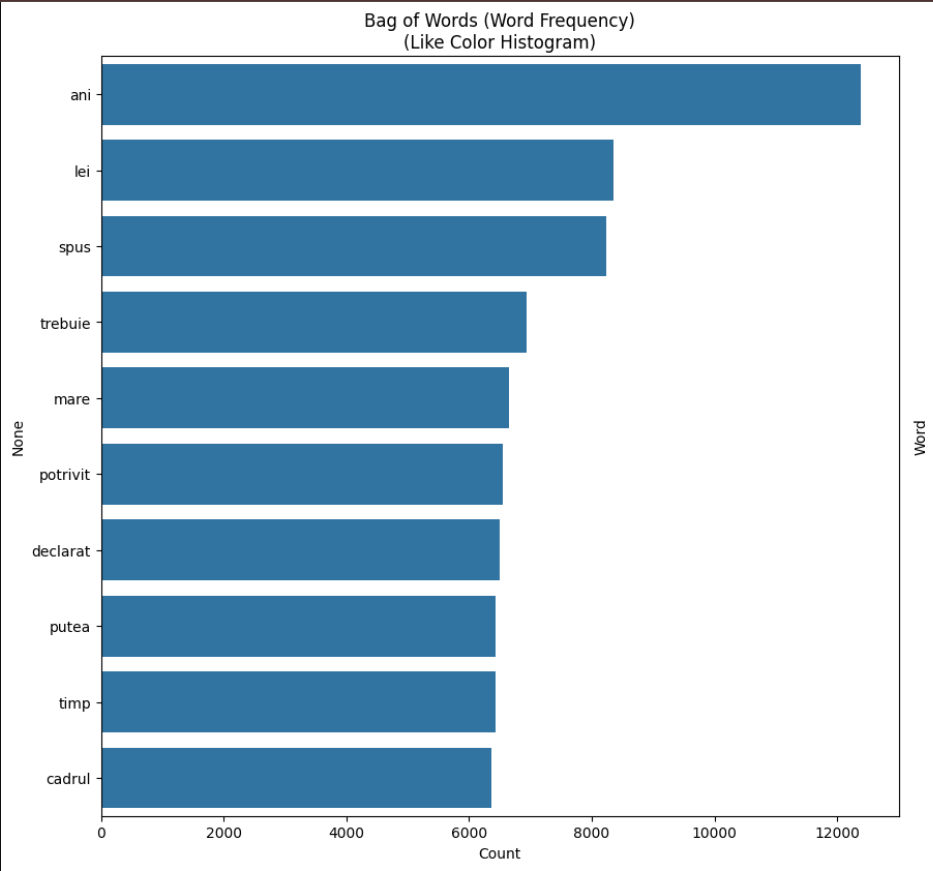 Bag of Words (Word Frequency)
(Like Color Histogram)
ani
lei
spus
trebuie
mare
potrivit
declarat
putea
timp
cadrul
None
Word
0 2000 4000 6000 8000 10000 12000
Count